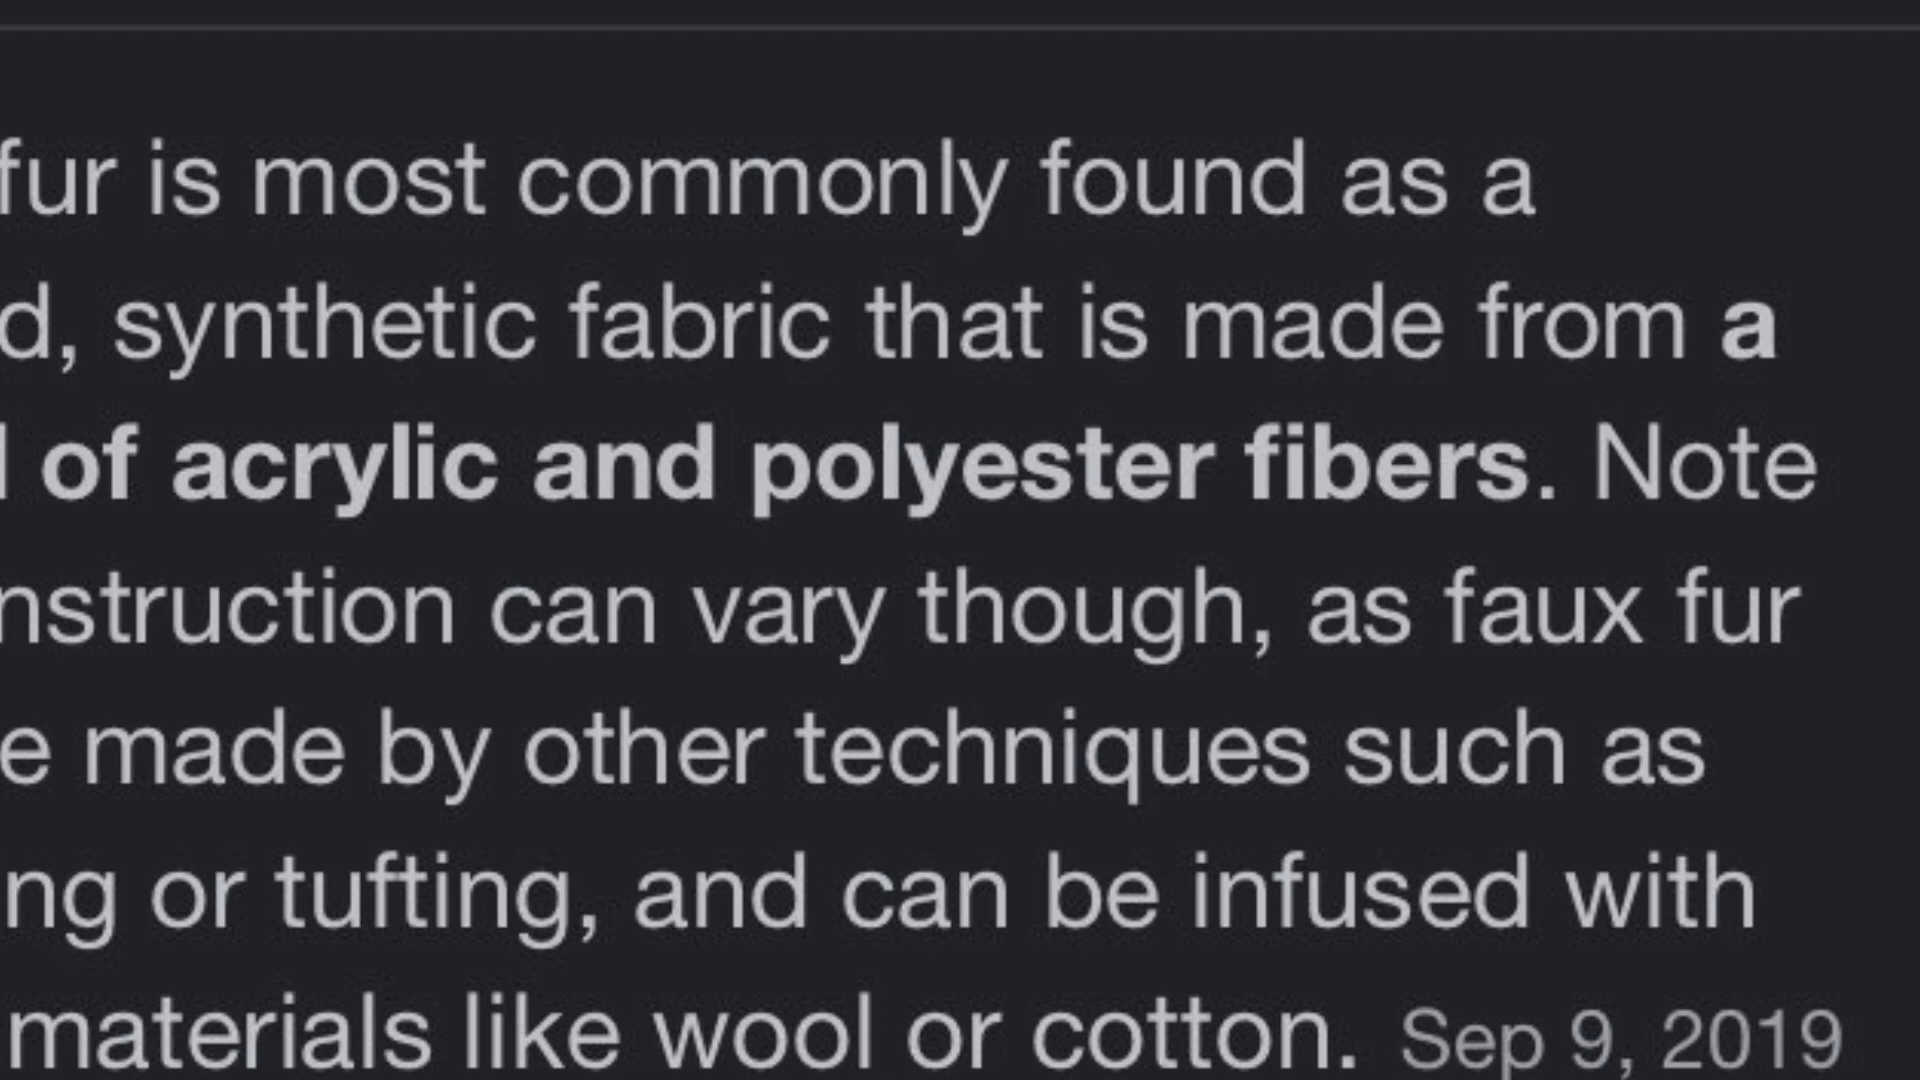 fur is most commonly found as a
d, synthetic fabric that is made from a
of acrylic and polyester fibers. Note
nstruction can vary though, as faux fur
e made by other techniques such as
ng or tufting, and can be infused with
materials like wool or cotton. Sep 9, 2019